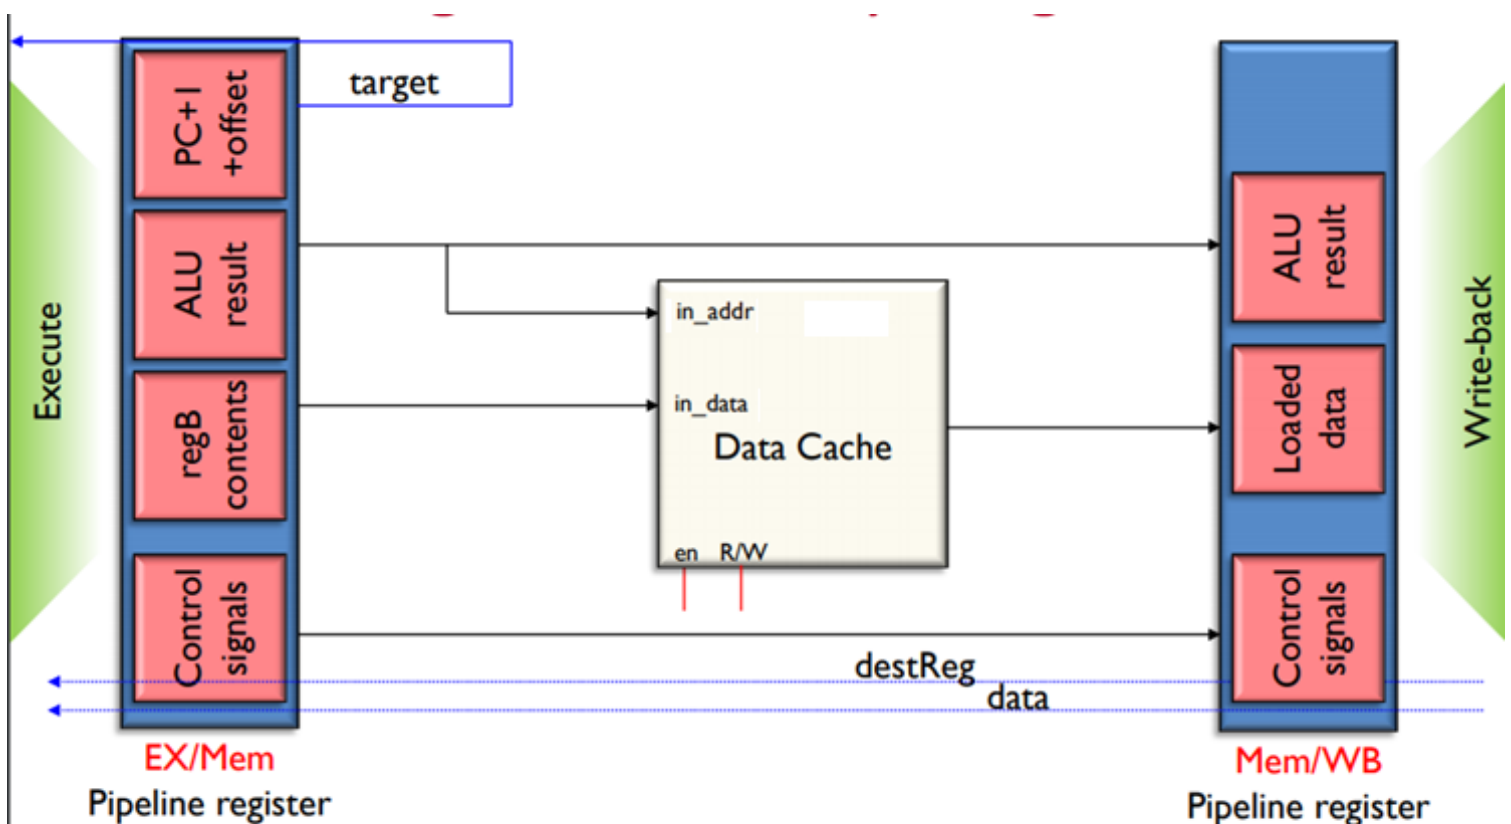 target
PC+1
+offset
ALU
result
regB
contents
Control
signals
Execute
in_addr
in_data
Data Cache
en R/W
destReg
data
ALU
result
Loaded
data
Control
signals
Write-back
EX/Mem
Pipeline register
Mem/WB
Pipeline register